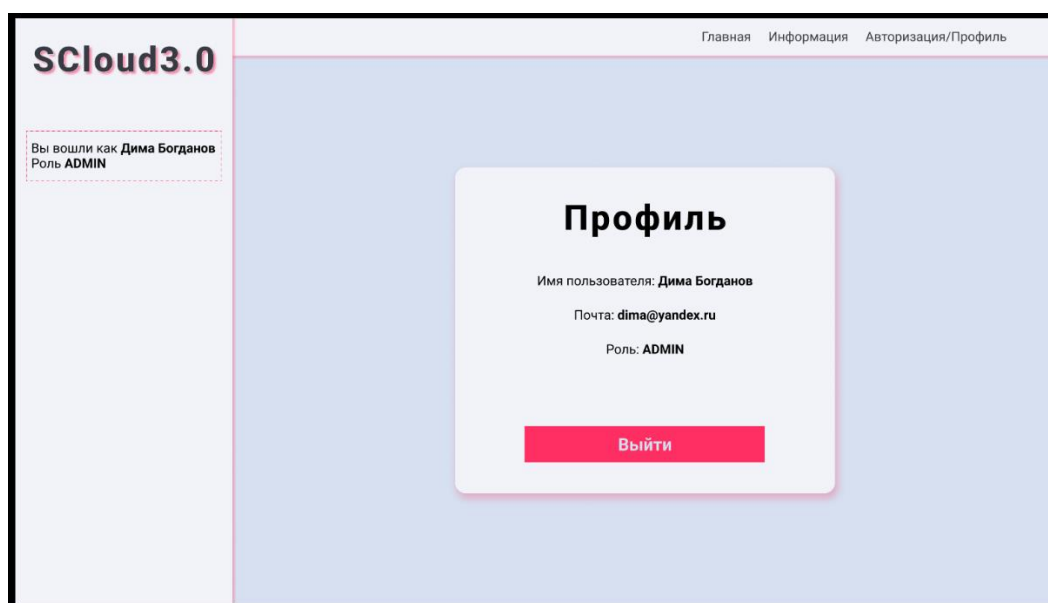 SCloud3.0
Главная Информация Авторизация/Профиль
Вы вошли как Дима Богданов
Роль ADMIN
Профиль
Имя пользователя: Дима Богданов
Почта: dima@yandex.ru
Роль: ADMIN
Выйти